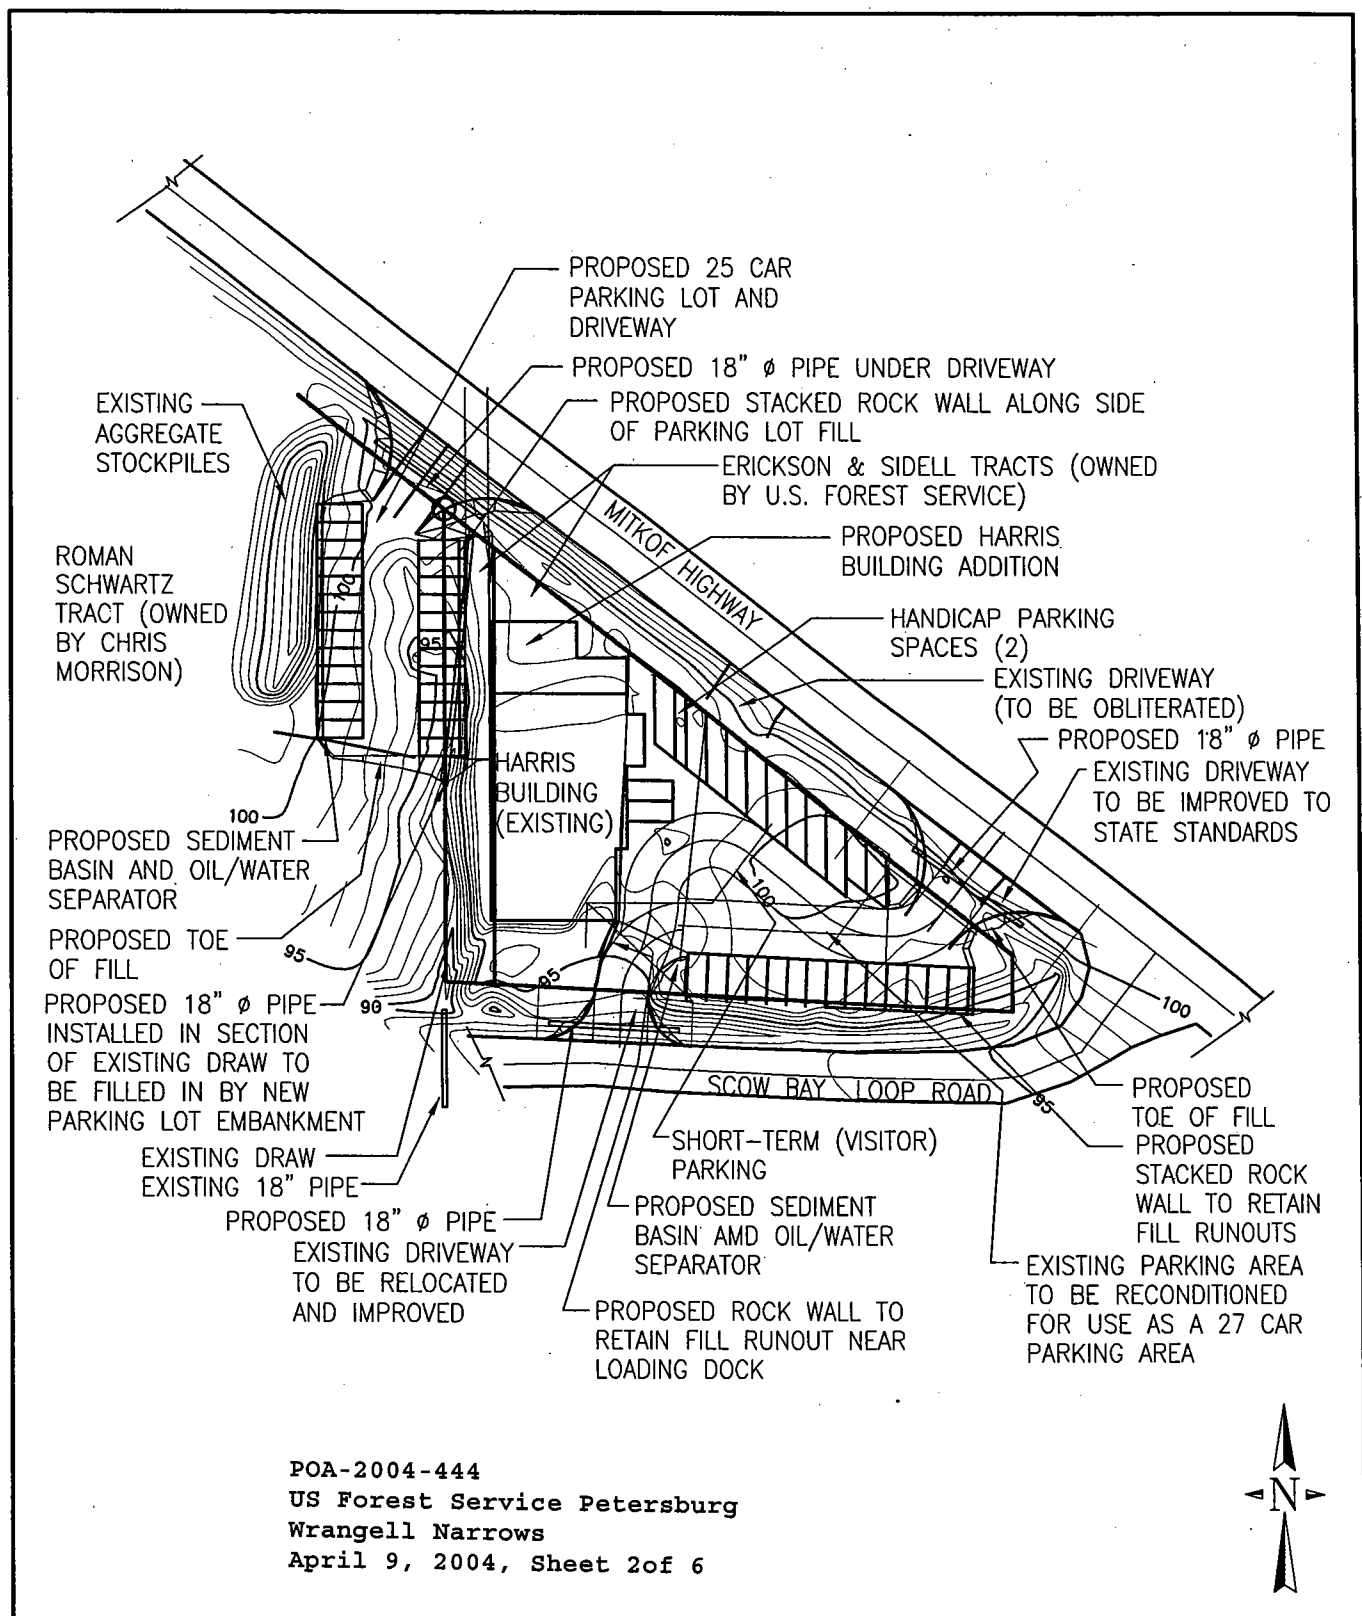 PROPOSED 25 CAR
PARKING LOT AND
DRIVEWAY
PROPOSED 18" ø PIPE UNDER DRIVEWAY
PROPOSED STACKED ROCK WALL ALONG SIDE
OF PARKING LOT FILL
EXISTING
AGGREGATE
STOCKPILES
ERICKSON & SIDELL TRACTS (OWNED
BY U.S. FOREST SERVICE)
MITKOF HIGHWAY
PROPOSED HARRIS
BUILDING ADDITION
ROMAN
SCHWARTZ
TRACT (OWNED
BY CHRIS
MORRISON)
100
95
HANDICAP PARKING
SPACES (2)
EXISTING DRIVEWAY
(TO BE OBLITERATED)
PROPOSED 18" ø PIPE
EXISTING DRIVEWAY
TO BE IMPROVED TO
STATE STANDARDS
HARRIS
BUILDING
(EXISTING)
100
PROPOSED SEDIMENT
BASIN AND OIL/WATER
SEPARATOR
100
PROPOSED TOE
OF FILL
95
95
PROPOSED 18" ø PIPE
INSTALLED IN SECTION
OF EXISTING DRAW TO
BE FILLED IN BY NEW
PARKING LOT EMBANKMENT
90
100
N
N
N
SCOW BAY LOOP ROAD
95
EXISTING DRAW
EXISTING 18" PIPE
SHORT-TERM (VISITOR)
PARKING
PROPOSED
TOE OF FILL
PROPOSED
STACKED ROCK
WALL TO RETAIN
FILL RUNOUTS
PROPOSED 18" ø PIPE
EXISTING DRIVEWAY
TO BE RELOCATED
AND IMPROVED
PROPOSED SEDIMENT
BASIN AMD OIL/WATER
SEPARATOR
PROPOSED ROCK WALL TO
RETAIN FILL RUNOUT NEAR
LOADING DOCK
EXISTING PARKING AREA
TO BE RECONDITIONED
FOR USE AS A 27 CAR
PARKING AREA
POA-2004-444
US Forest Service Petersburg
Wrangell Narrows
April 9, 2004, Sheet 2of 6
N